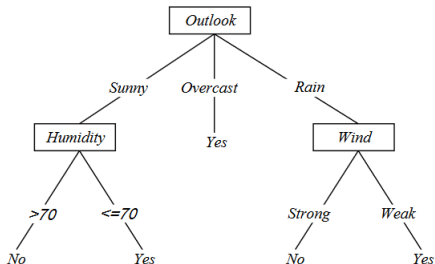 Outlook
Sunny Overcast Rain
Humidity Yes Wind
>70 <=70 Strong Weak
No Yes No Yes